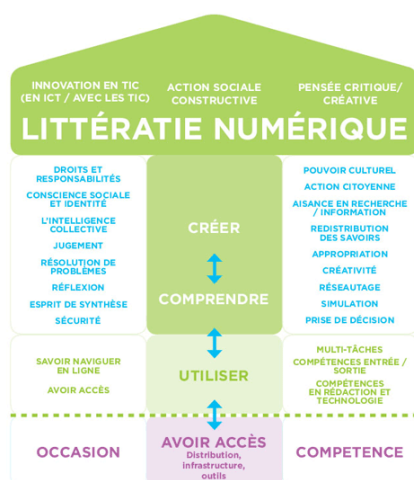 INNOVATION EN TIC
(EN ICT / AVEC LES TIC)
ACTION SOCIALE
CONSTRUCTIVE
PENSÉE CRITIQUE/
CRÉATIVE
LITTÉRATIE NUMÉRIQUE
DROITS ET
RESPONSABILITÉS
CONSCIENCE SOCIALE
ET IDENTITÉ
L'INTELLIGENCE
COLLECTIVE
JUGEMENT
RÉSOLUTION DE
PROBLÈMES
RÉFLEXION
ESPRIT DE SYNTHÈSE
SÉCURITÉ
CRÉER
COMPRENDRE
POUVOIR CULTUREL
ACTION CITOYENNE
AISANCE EN RECHERCHE
/ INFORMATION
REDISTRIBUTION
DES SAVOIRS
APPROPRIATION
CRÉATIVITÉ
RÉSEAUTAGE
SIMULATION
PRISE DE DÉCISION
SAVOIR NAVIGUER
EN LIGNE
AVOIR ACCÈS
UTILISER
MULTI-TÂCHES
COMPÉTENCES ENTRÉE /
SORTIE
COMPÉTENCES
EN RÉDACTION ET
TECHNOLOGIE
OCCASION
AVOIR ACCÈS
Distribution,
infrastructure,
outils
COMPETENCE